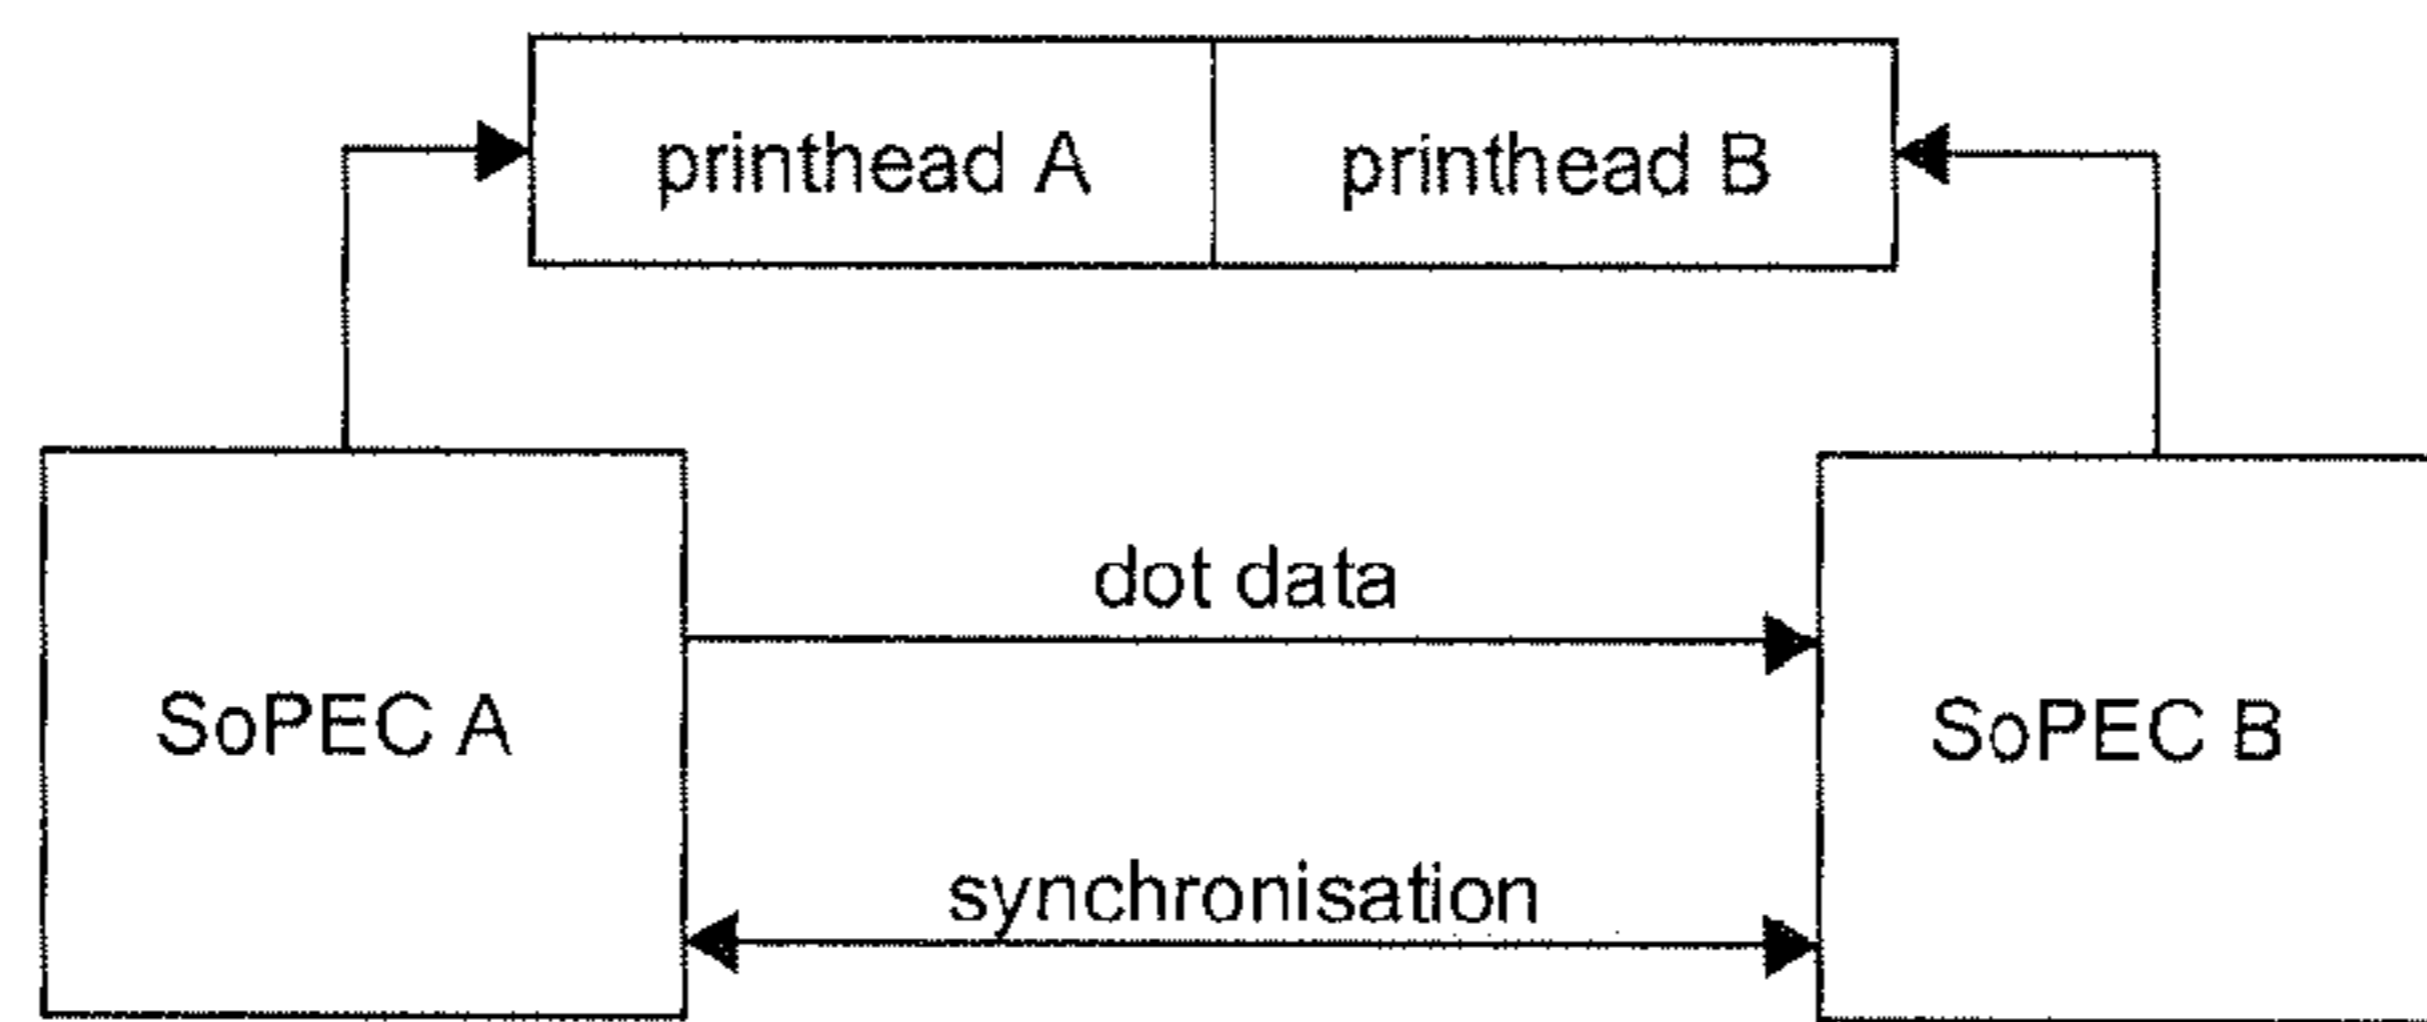 printhead A
printhead B
dot data
SoPEC A
SoPEC B
synchronisation